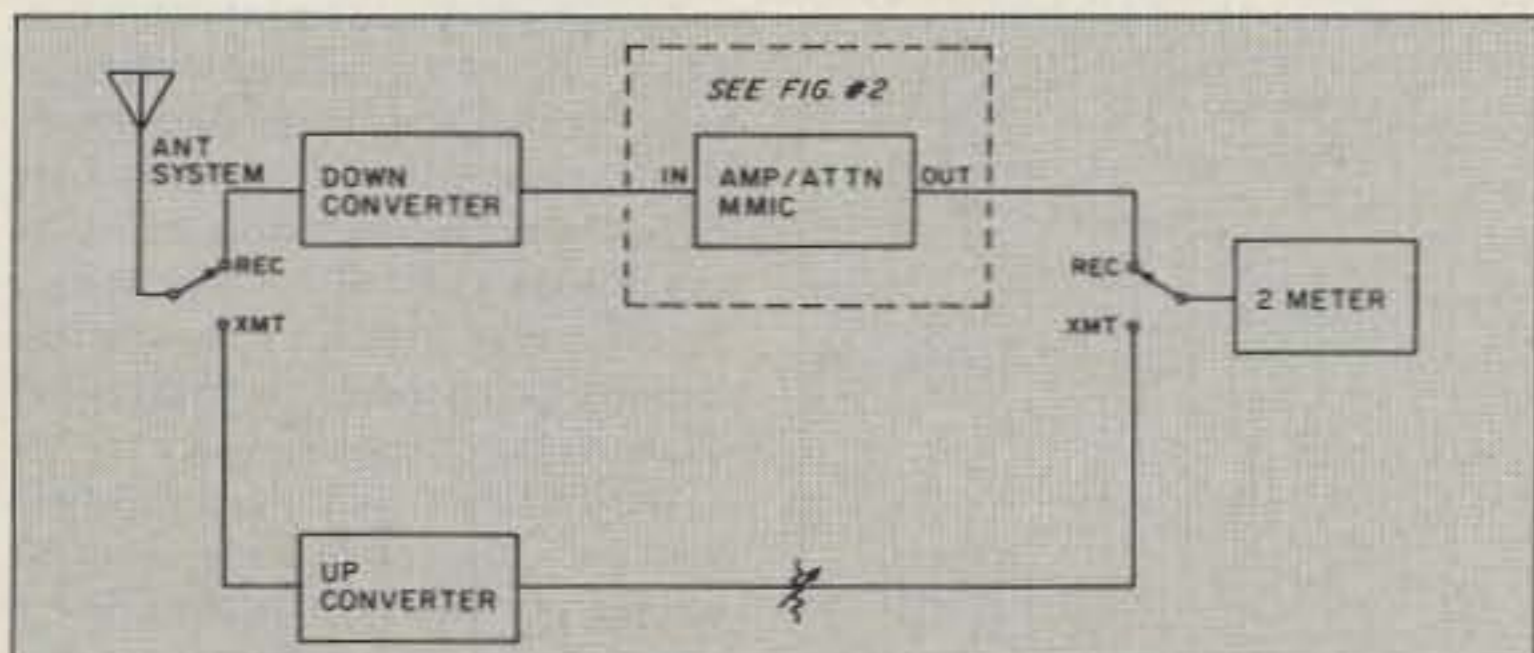 SEE FIG. #2
ANT
SYSTEM
DOWN
CONVERTER
IN
AMP/ATTN
MMIC
OUT
REC
XMT
REC
XMT
2 METER
UP
CONVERTER